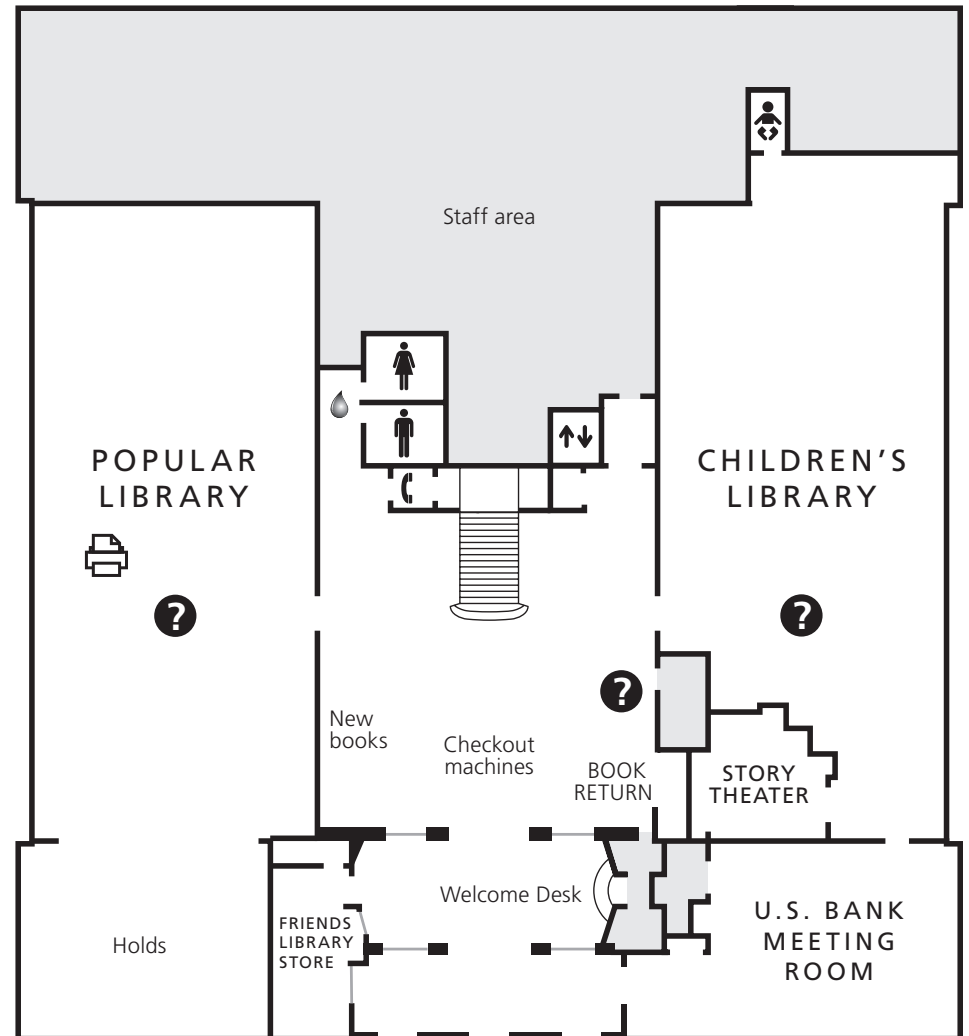 Staff area
POPULAR
LIBRARY
CHILDREN'S
LIBRARY
?
?
?
New
books
Checkout
machines
BOOK
RETURN
STORY
THEATER
Welcome Desk
FRIENDS
LIBRARY
STORE
Holds
U.S. BANK
MEETING
ROOM